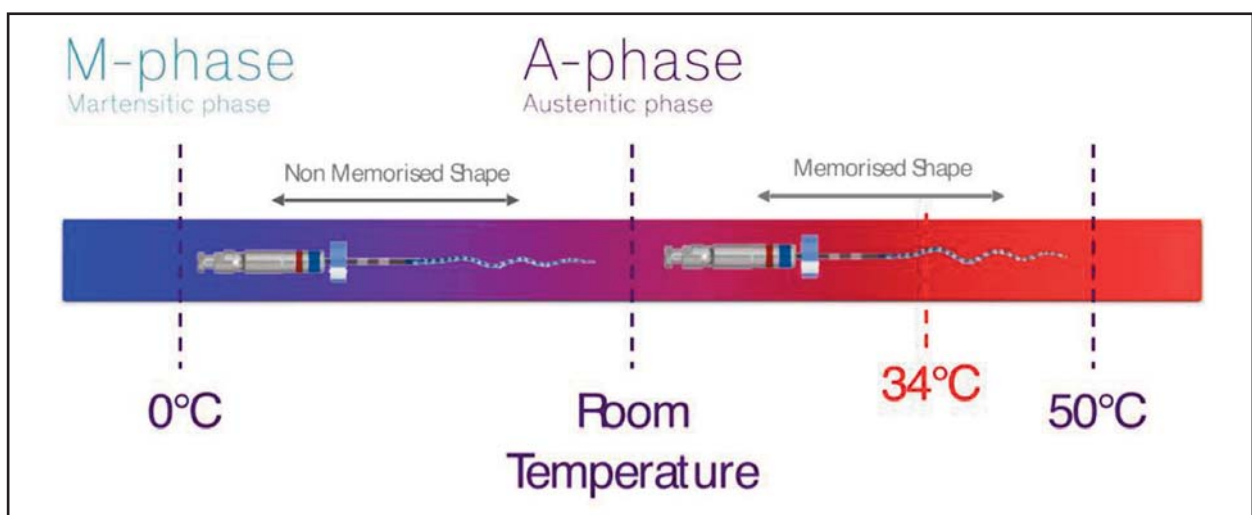 M-phase
Martensitic phase
A-phase
Austenitic phase
Non Memorised Shape
Memorised Shape
0°C
Room
Temperature
34°C
50°C